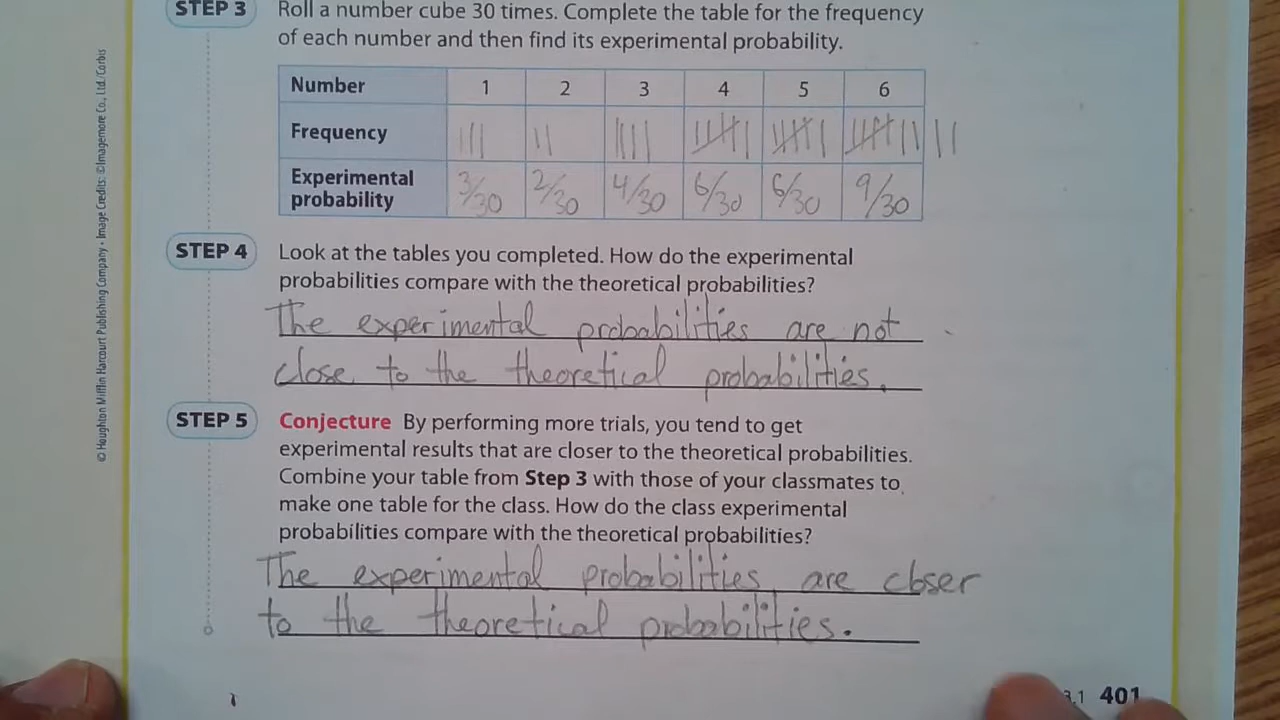 STEP 3 Roll a number cube 30 times. Complete the table for the frequency
of each number and then find its experimental probability.
Number 1 2 3 4 5 6
Frequency
Experimental probability 3/30 2/30 4/30 6/30 6/30 9/30
STEP 4 Look at the tables you completed. How do the experimental
probabilities compare with the theoretical probabilities?
The experimental probabilities are not
close to the theoretical probabilities.
STEP 5 Conjecture By performing more trials, you tend to get
experimental results that are closer to the theoretical probabilities.
Combine your table from Step 3 with those of your classmates to
make one table for the class. How do the class experimental
probabilities compare with the theoretical probabilities?
The experimental probabilities are closer
to the theoretical probabilities.
.1 401
© Houghton Mifflin Harcourt Publishing Company • Image Credits: ©Imagemore Co., Ltd./Corbis